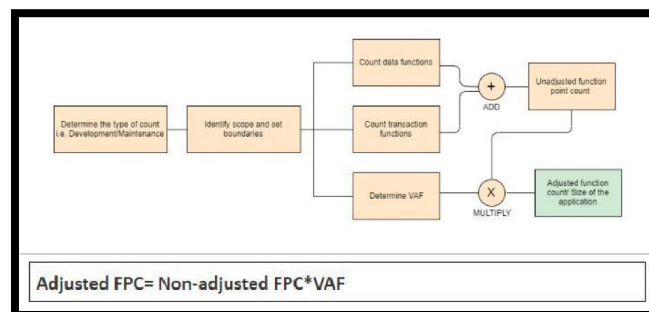 Count data functions
+
ADD
Unadjusted function
point count
Determine the type of count
i.e. Development/Maintenance
Identify scope and set
boundaries
Count transaction
functions
Determine VAF
X
MULTIPLY
Adjusted function
count/ Size of the
application
Adjusted FPC= Non-adjusted FPC*VAF